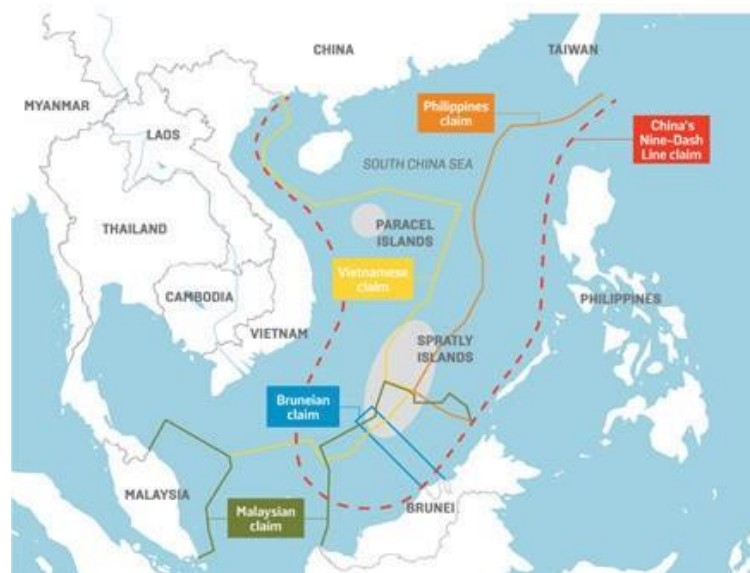 CHINA
TAIWAN
MYANMAR
Philippines
claim
China's
Nine-Dash
Line claim
LAOS
SOUTH CHINA SEA
THAILAND
PARACEL
ISLANDS
Vietnamese
claim
CAMBODIA
PHILIPPINES
VIETNAM
SPRATLY
ISLANDS
Bruneian
claim
MALAYSIA
Malaysian
claim
BRUNEI